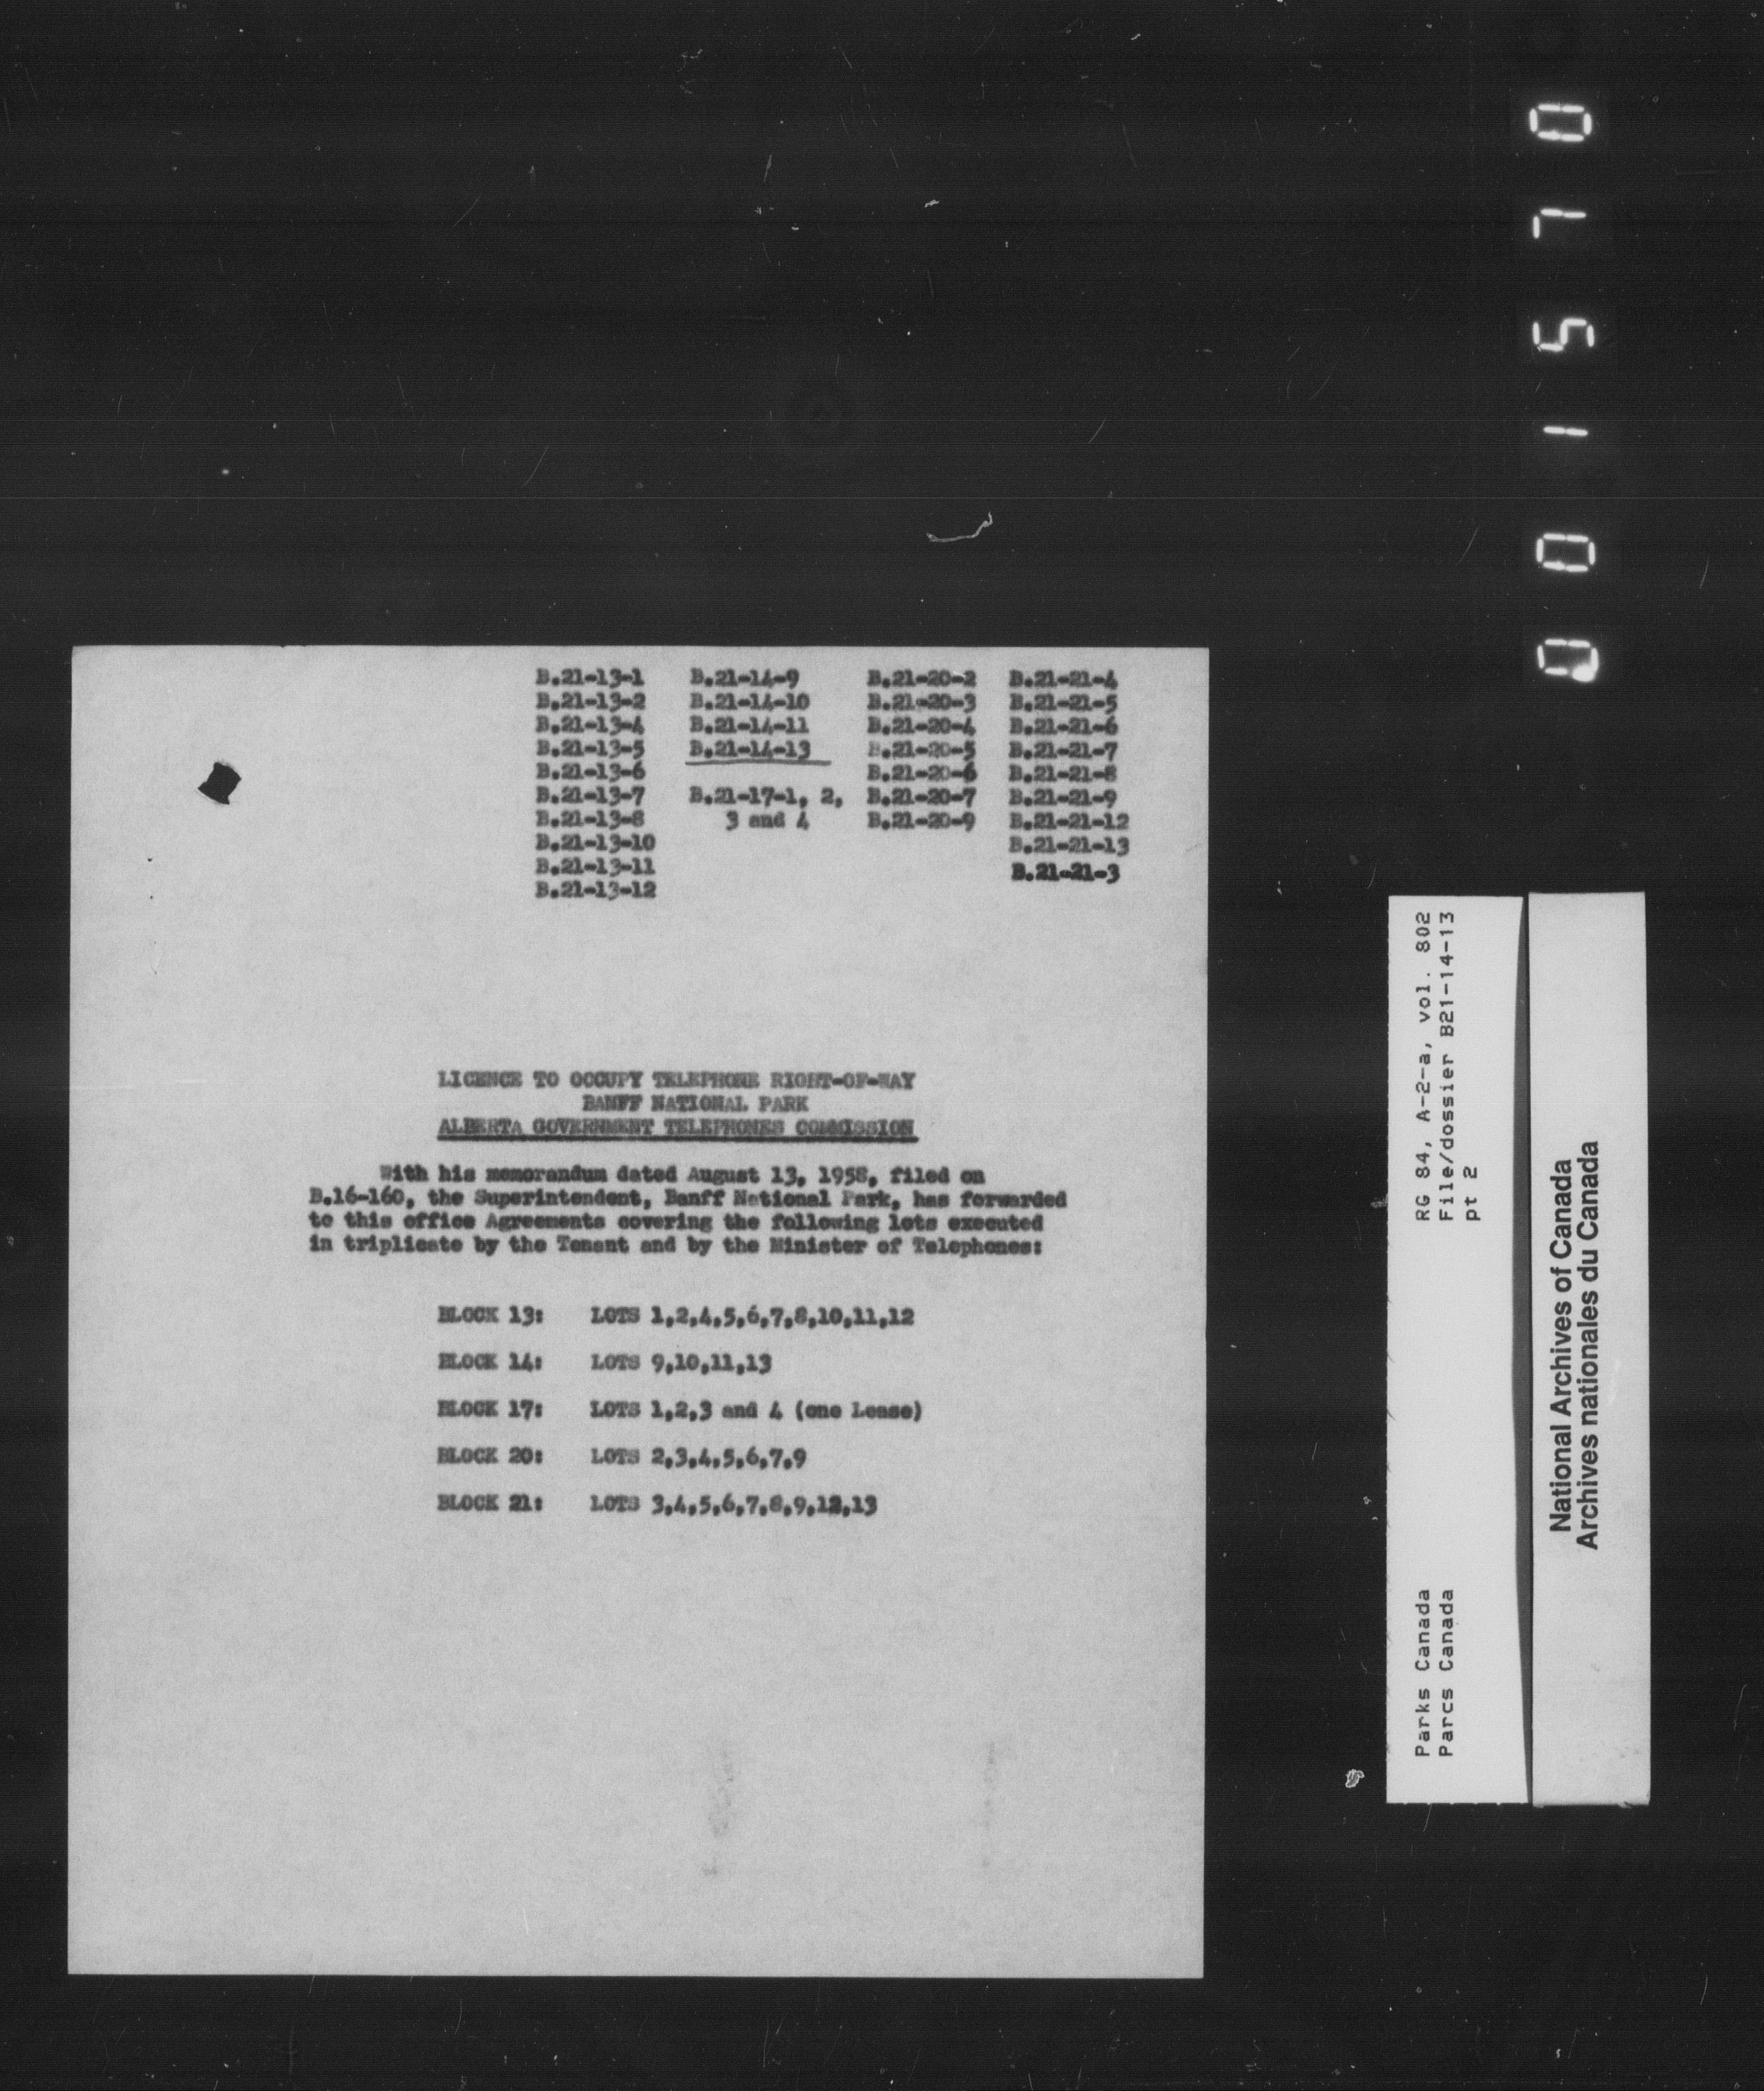 B.21-13-1 B.21-14-9 B.21-20-2 B.21-21-4
B.21-13-2 B.21-14-10 B.21-20-3 B.21-21-5
B.21-13-4 B.21-14-11 B.21-20-4 B.21-21-6
B.21-13-5 B.21-14-13 B.21-20-5 B.21-21-7
B.21-13-6 B.21-20-6 B.21-21-8
B.21-13-7 B.21-17-1, 2, B.21-20-7 B.21-21-9
B.21-13-8 3 and 4 B.21-20-9 B.21-21-12
B.21-13-10 B.21-21-13
B.21-13-11 B.21-21-3
B.21-13-12
LICENCE TO OCCUPY TELEPHONE RIGHT-OF-WAY
BANFF NATIONAL PARK
ALBERTA GOVERNMENT TELEPHONES COMMISSION
With his memorandum dated August 13, 1958, filed on
B.16-160, the Superintendent, Banff National Park, has forwarded
to this office Agreements covering the following lots executed
in triplicate by the Tenant and by the Minister of Telephones:
BLOCK 13: LOTS 1,2,4,5,6,7,8,10,11,12
BLOCK 14: LOTS 9,10,11,13
BLOCK 17: LOTS 1,2,3 and 4 (one Lease)
BLOCK 20: LOTS 2,3,4,5,6,7,9
BLOCK 21: LOTS 3,4,5,6,7,8,9,12,13
Parks Canada RG 84, A-2-a, vol. 802
Parcs Canada File/dossier B21-14-13
pt 2
National Archives of Canada
Archives nationales du Canada
001570